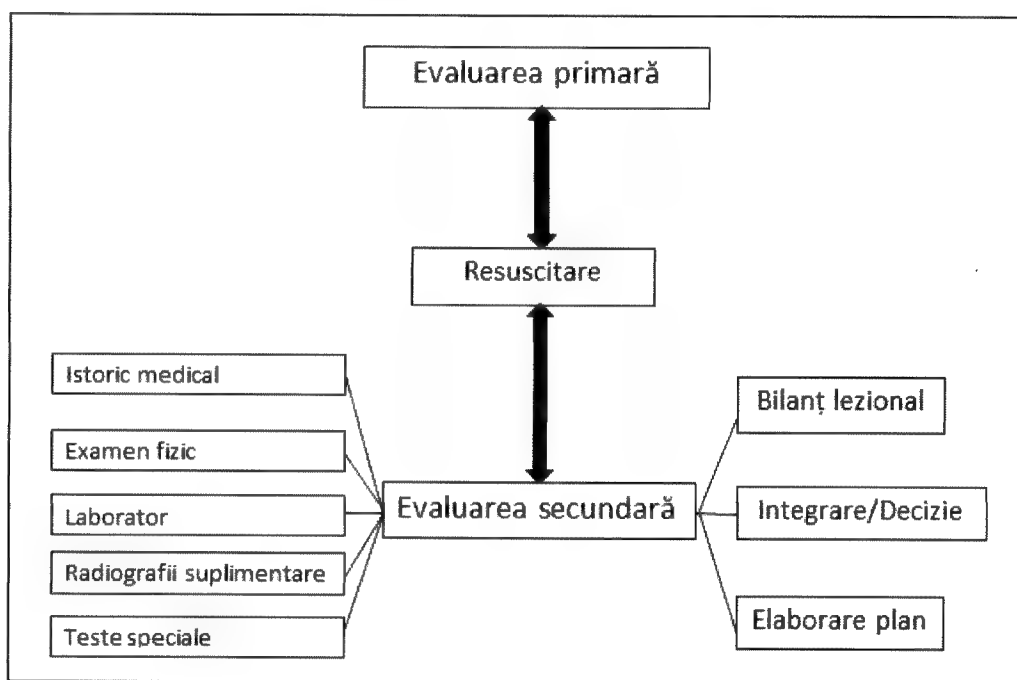 Evaluarea primară
Resuscitare
Istoric medical
Examen fizic
Laborator
Radiografii suplimentare
Teste speciale
Evaluarea secundară
Bilanț lezional
Integrare/Decizie
Elaborare plan